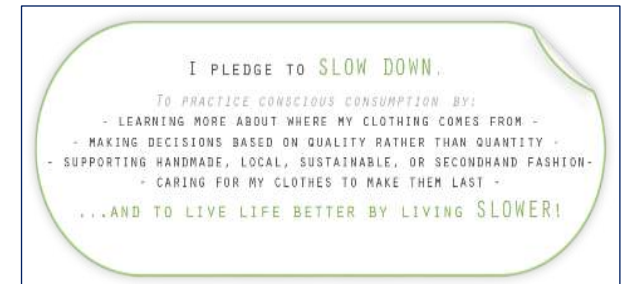 I PLEDGE TO SLOW DOWN.
TO PRACTICE CONSCIOUS CONSUMPTION BY:
- LEARNING MORE ABOUT WHERE MY CLOTHING COMES FROM -
- MAKING DECISIONS BASED ON QUALITY RATHER THAN QUANTITY -
- SUPPORTING HANDMADE, LOCAL, SUSTAINABLE, OR SECONDHAND FASHION-
- CARING FOR MY CLOTHES TO MAKE THEM LAST -
...AND TO LIVE LIFE BETTER BY LIVING SLOWER!